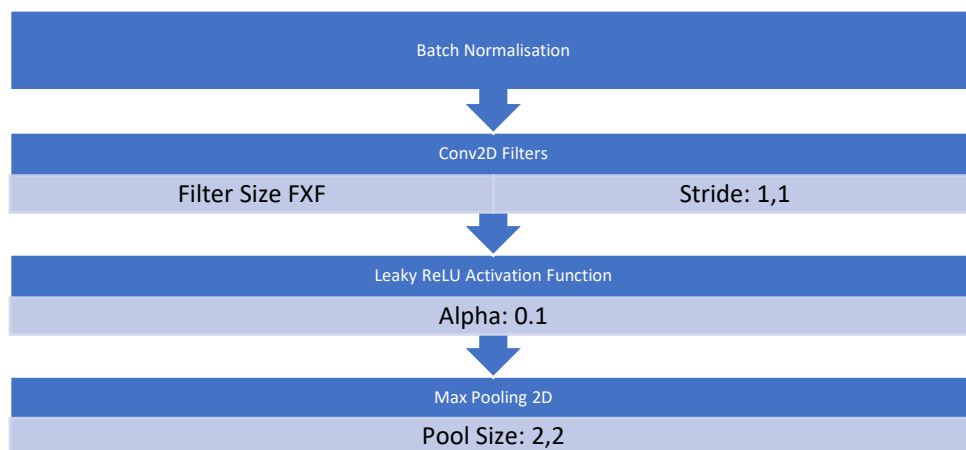 Batch Normalisation
Conv2D Filters
Filter Size FXF
Stride: 1,1
Leaky ReLU Activation Function
Alpha: 0.1
Max Pooling 2D
Pool Size: 2,2